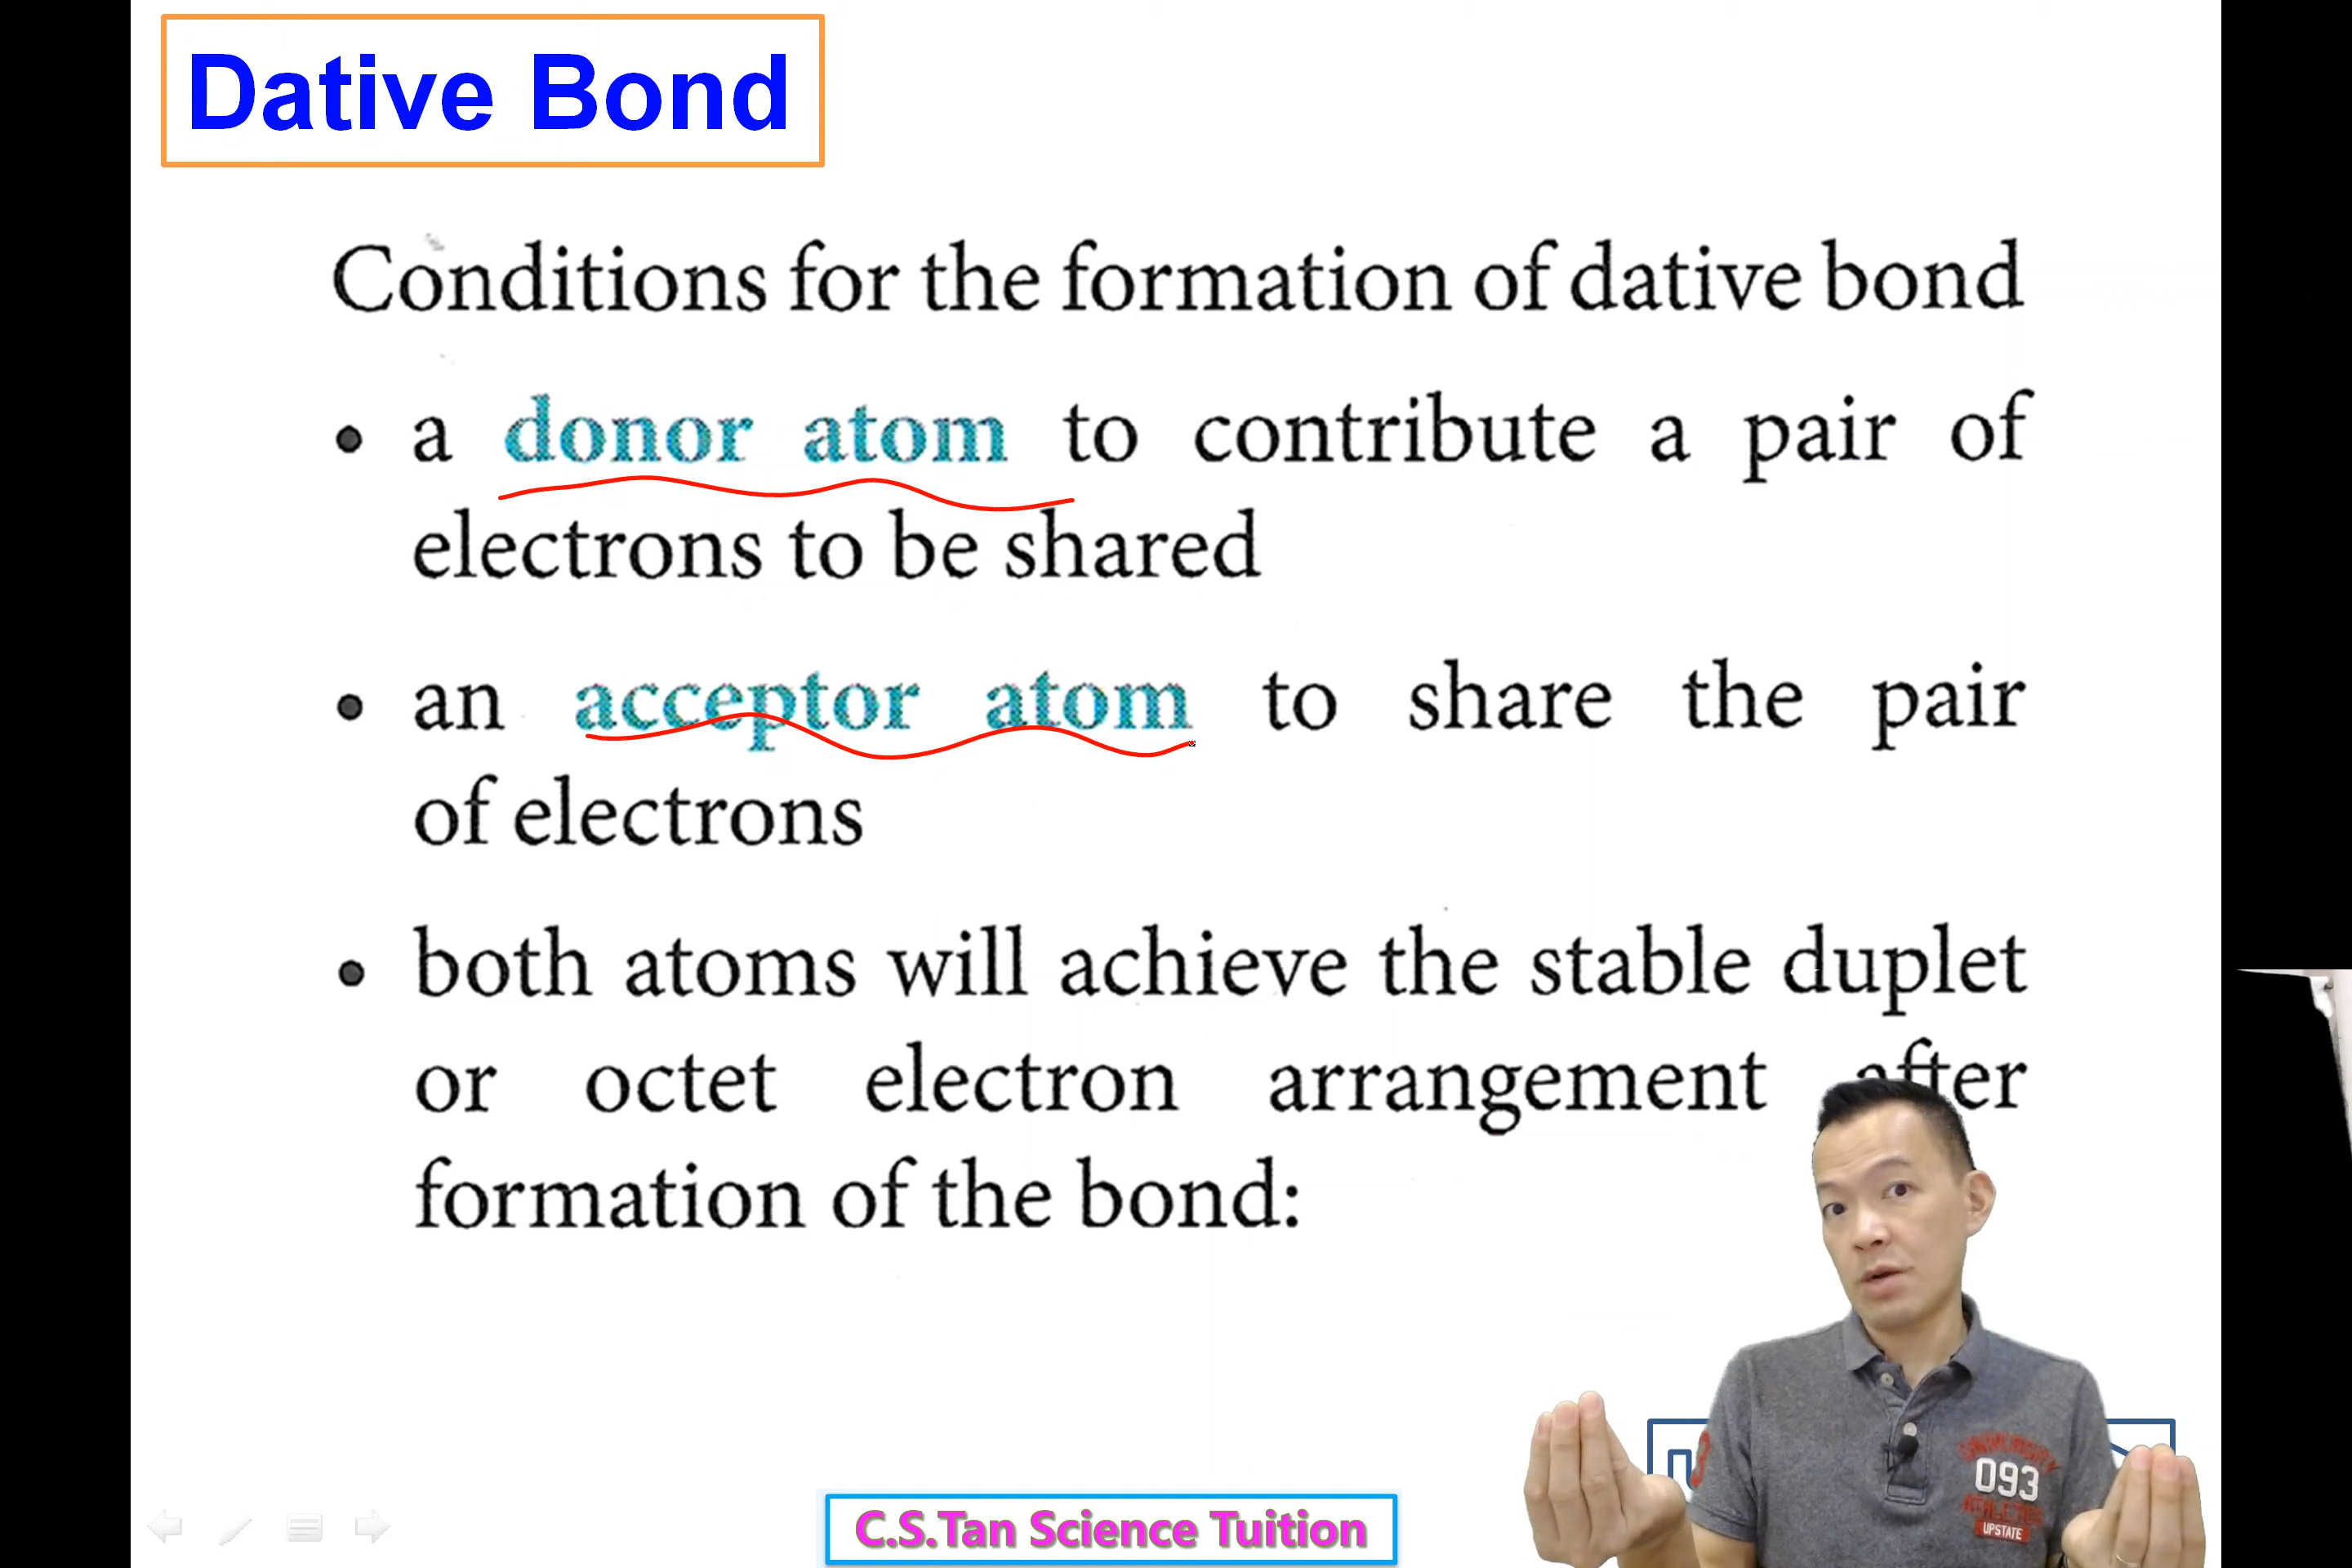 Dative Bond
Conditions for the formation of dative bond
• a donor atom to contribute a pair of
electrons to be shared
• an acceptor atom to share the pair
of electrons
• both atoms will achieve the stable duplet
or octet electron arrangement after
formation of the bond:
093
UPSTATE
C.S.Tan Science Tuition